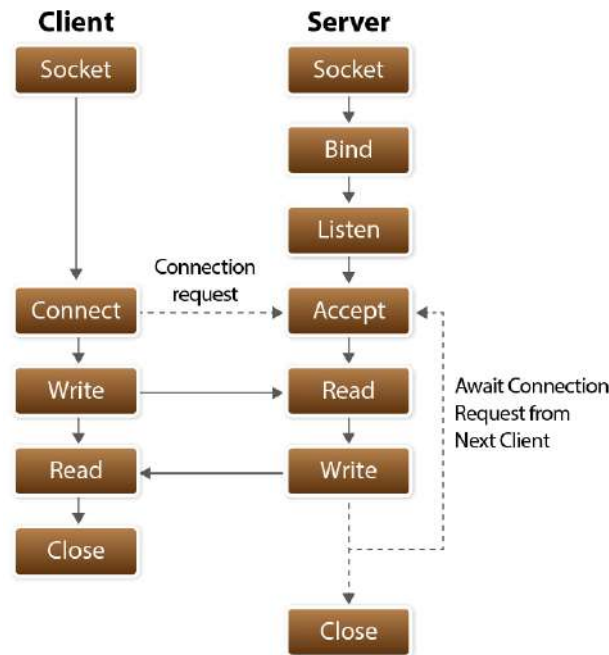 Client
Server
Socket
Socket
Bind
Listen
Connection
request
Connect
Accept
Write
Read
Await Connection
Request from
Next Client
Read
Write
Close
Close